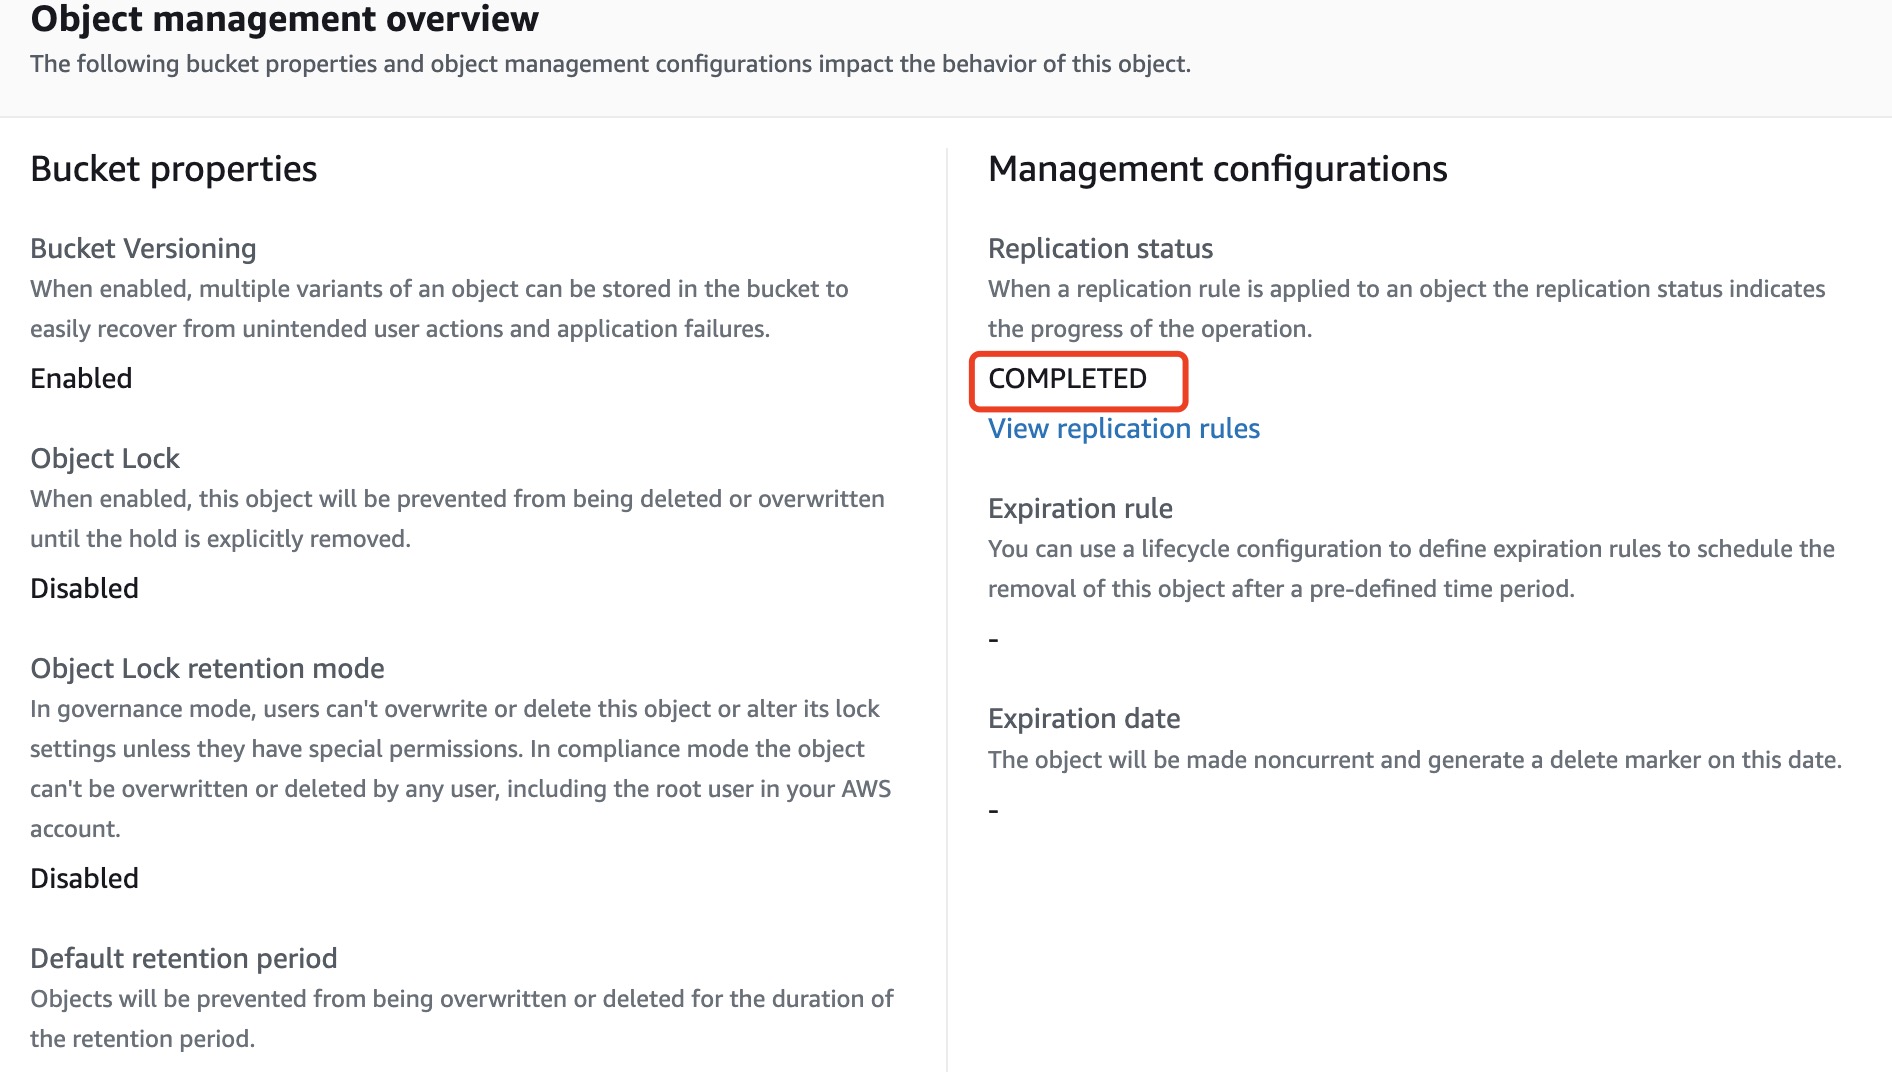 Object management overview
The following bucket properties and object management configurations impact the behavior of this object.
Bucket properties
Bucket Versioning
When enabled, multiple variants of an object can be stored in the bucket to
easily recover from unintended user actions and application failures.
Enabled
Object Lock
When enabled, this object will be prevented from being deleted or overwritten
until the hold is explicitly removed.
Disabled
Object Lock retention mode
In governance mode, users can't overwrite or delete this object or alter its lock
settings unless they have special permissions. In compliance mode the object
can't be overwritten or deleted by any user, including the root user in your AWS
account.
Disabled
Default retention period
Objects will be prevented from being overwritten or deleted for the duration of
the retention period.
Management configurations
Replication status
When a replication rule is applied to an object the replication status indicates
the progress of the operation.
COMPLETED
View replication rules
Expiration rule
You can use a lifecycle configuration to define expiration rules to schedule the
removal of this object after a pre-defined time period.
-
Expiration date
The object will be made noncurrent and generate a delete marker on this date.
-